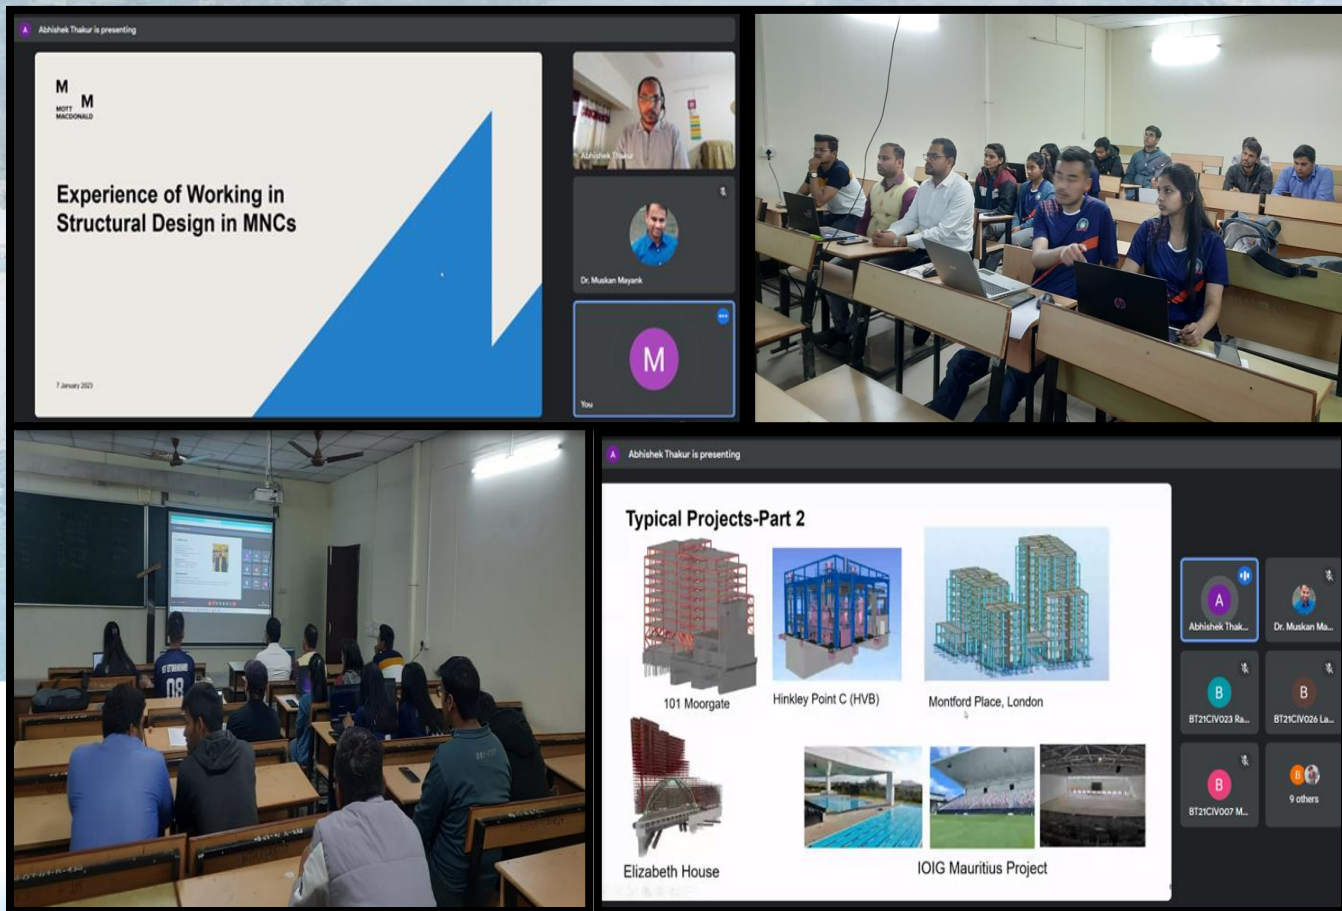 A
Abhishek Thakur is presenting
M
M
MOTT
MACDONALD
Experience of Working in
Structural Design in MNCs
7 January 2023
Abhishek Thakur
Dr. Muskan Mayank
M
You
hp
08
A
Abhishek Thakur is presenting
Typical Projects-Part 2
101 Moorgate
Hinkley Point C (HVB)
Montford Place, London
Elizabeth House
IOIG Mauritius Project
A
Abhishek Thak...
Dr. Muskan Ma...
B
BT21CIV023 Ra...
B
BT21CIV026 La...
B
BT21CIV007 M...
B
9 others